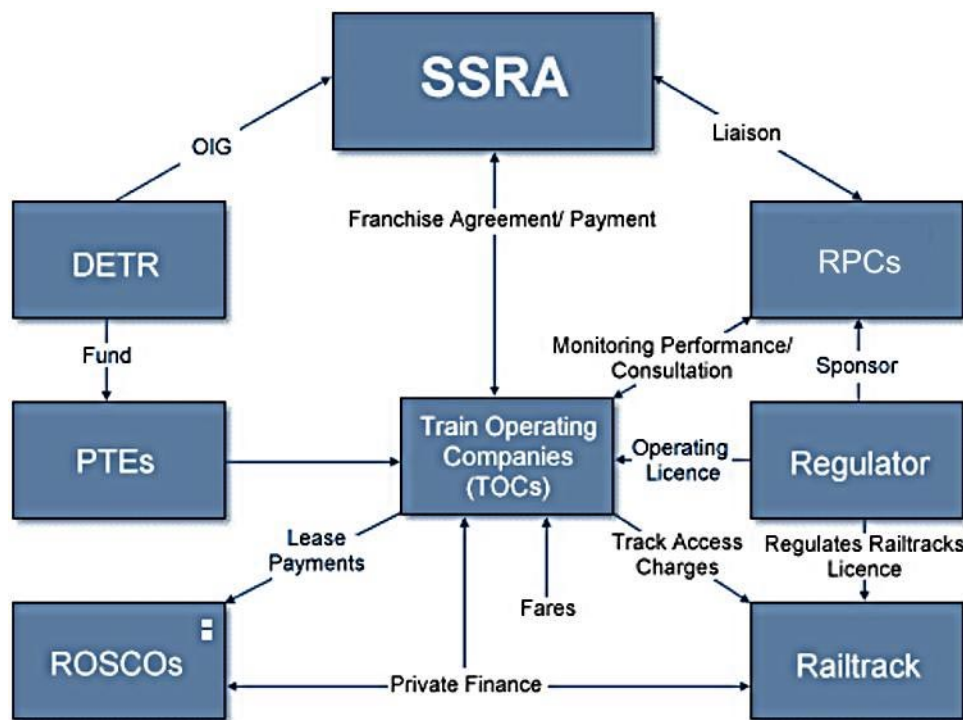 SSRA
OIG
Liaison
DETR
Franchise Agreement/ Payment
RPCs
Fund
Monitoring Performance/
Consultation
Sponsor
PTEs
Train Operating
Companies
(TOCs)
Operating
Licence
Regulator
Lease
Payments
Track Access
Charges
Regulates Railtracks
Licence
Fares
ROSCOs
Private Finance
Railtrack